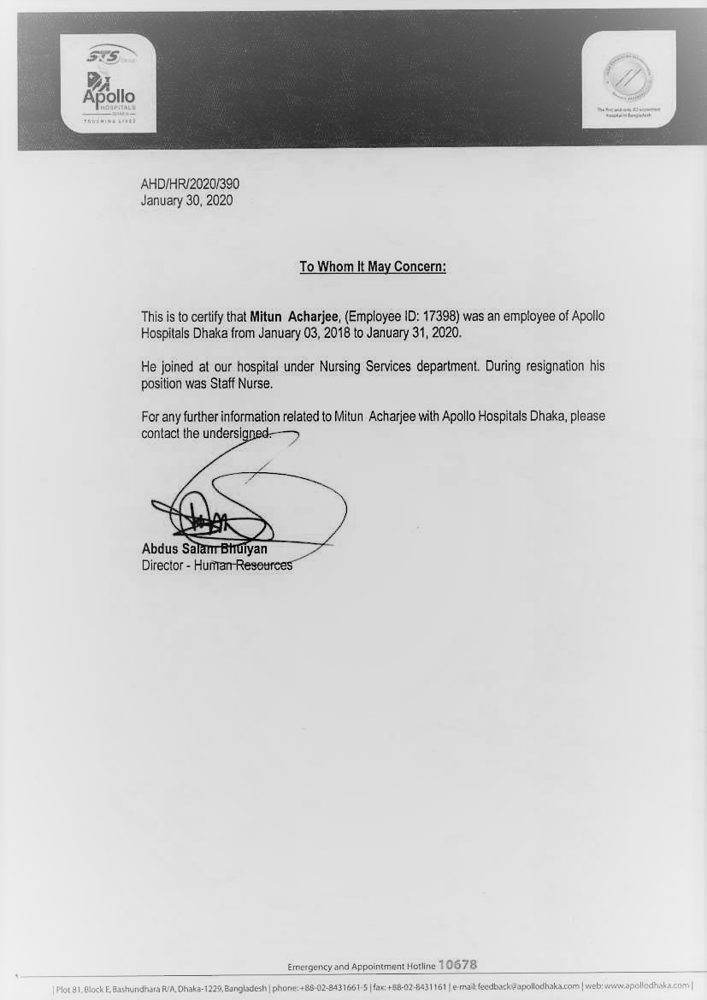 STS Group
Apollo
HOSPITALS
DHAKA
TOUCHING LIVES
The first and only JCI accredited
hospital in Bangladesh
AHD/HR/2020/390
January 30, 2020
To Whom It May Concern:
This is to certify that Mitun Acharjee, (Employee ID: 17398) was an employee of Apollo
Hospitals Dhaka from January 03, 2018 to January 31, 2020.
He joined at our hospital under Nursing Services department. During resignation his
position was Staff Nurse.
For any further information related to Mitun Acharjee with Apollo Hospitals Dhaka, please
contact the undersigned.
Abdus Salam Bhuiyan
Director - Human Resources
Emergency and Appointment Hotline 10678
| Plot 81, Block E, Bashundhara R/A, Dhaka-1229, Bangladesh | phone: +88-02-8431661-5 | fax: +88-02-8431161 | e-mail: feedback@apollodhaka.com | web: www.apollodhaka.com |